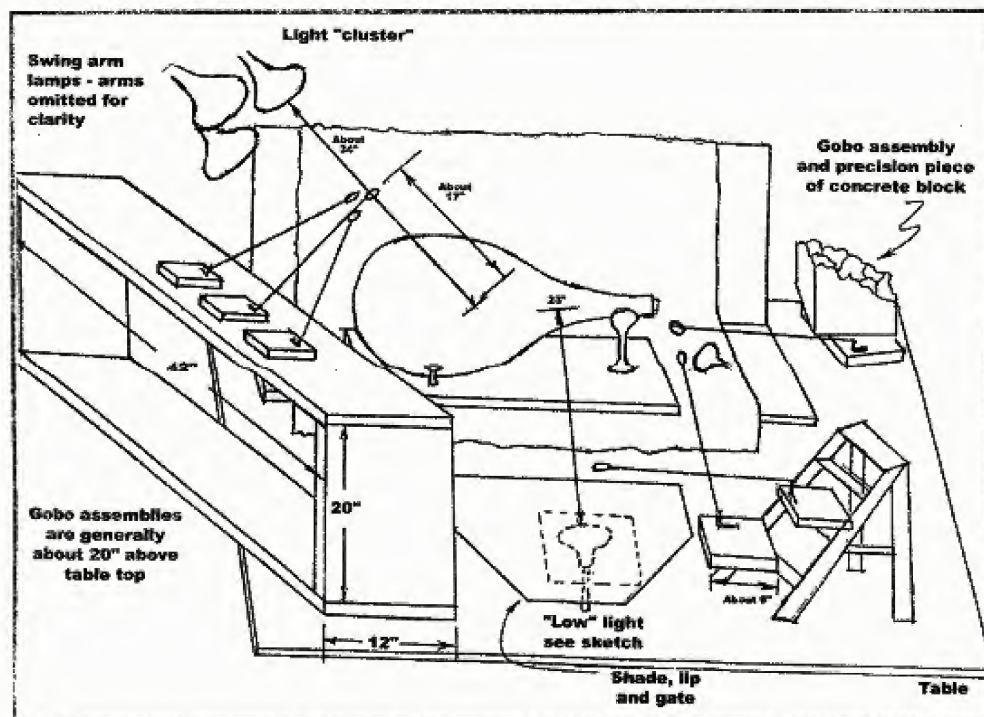 Light "cluster"
Swing arm
lamps - arms
omitted for
clarity
About
34"
About
17"
Gobo assembly
and precision piece
of concrete block
23"
42"
20"
Gobo assemblies
are generally
about 20" above
table top
12"
"Low" light
see sketch
About
Shade, lip
and gate
Table